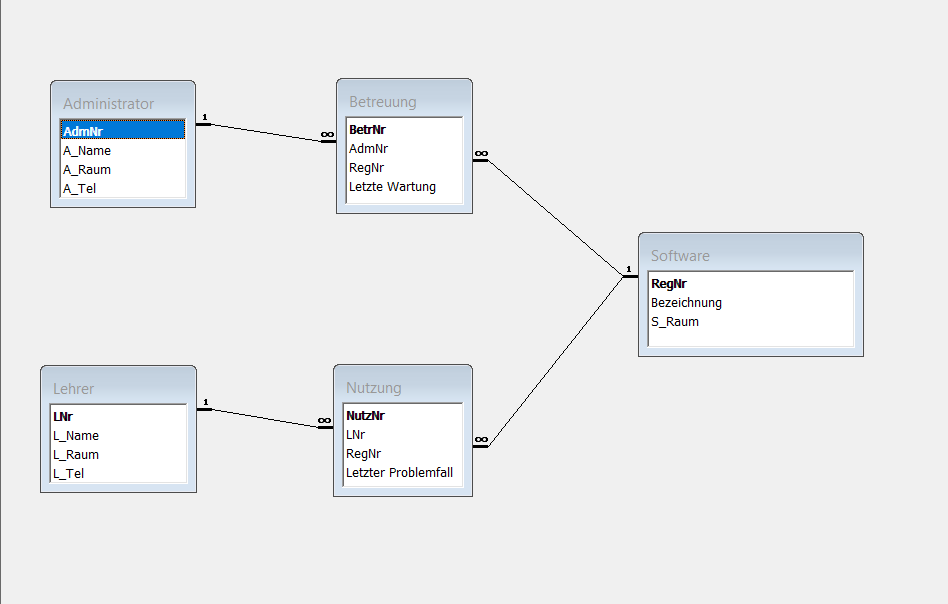 Administrator
AdmNr
A_Name
A_Raum
A_Tel
1
∞
Betreuung
BetrNr
AdmNr
RegNr
Letzte Wartung
∞
1
Software
RegNr
Bezeichnung
S_Raum
Lehrer
LNr
L_Name
L_Raum
L_Tel
1
∞
Nutzung
NutzNr
LNr
RegNr
Letzter Problemfall
∞